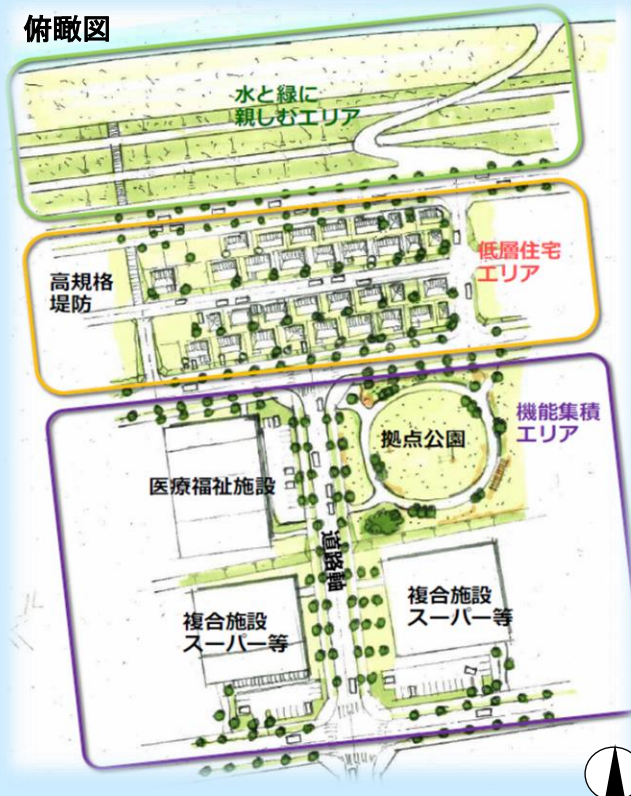 俯瞰図
水と緑に
親しむエリア
高規格
堤防
低層住宅
エリア
機能集積
エリア
拠点公園
医療福祉施設
道路軸
複合施設
スーパー等
複合施設
スーパー等